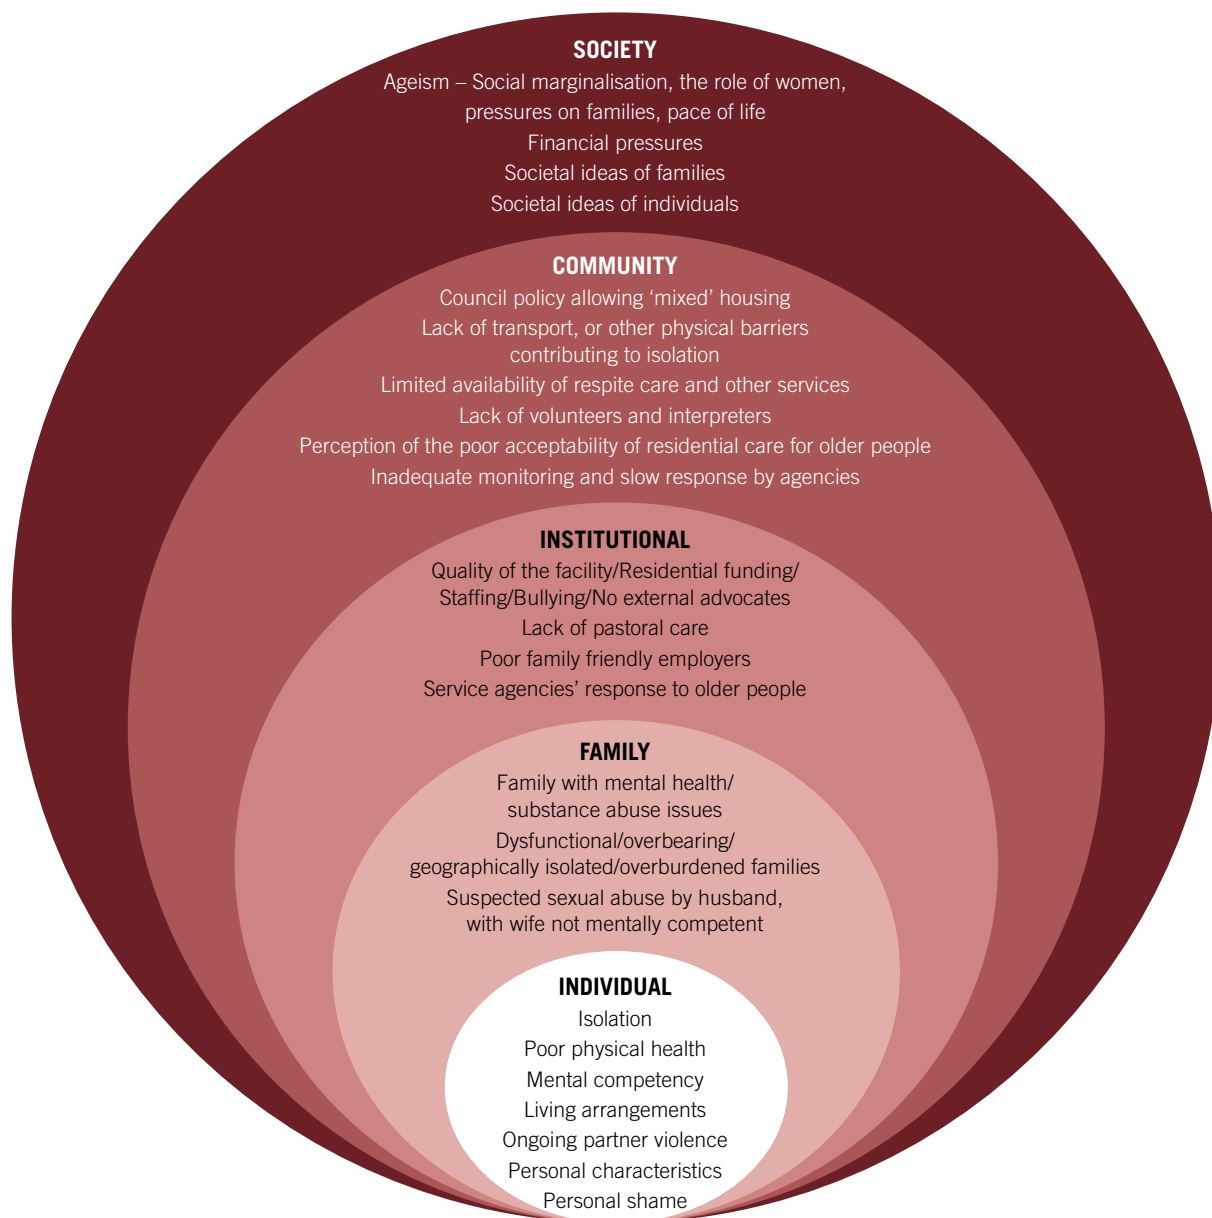 SOCIETY
Ageism – Social marginalisation, the role of women,
pressures on families, pace of life
Financial pressures
Societal ideas of families
Societal ideas of individuals
COMMUNITY
Council policy allowing ‘mixed’ housing
Lack of transport, or other physical barriers
contributing to isolation
Limited availability of respite care and other services
Lack of volunteers and interpreters
Perception of the poor acceptability of residential care for older people
Inadequate monitoring and slow response by agencies
INSTITUTIONAL
Quality of the facility/Residential funding/
Staffing/Bullying/No external advocates
Lack of pastoral care
Poor family friendly employers
Service agencies’ response to older people
FAMILY
Family with mental health/
substance abuse issues
Dysfunctional/overbearing/
geographically isolated/overburdened families
Suspected sexual abuse by husband,
with wife not mentally competent
INDIVIDUAL
Isolation
Poor physical health
Mental competency
Living arrangements
Ongoing partner violence
Personal characteristics
Personal shame